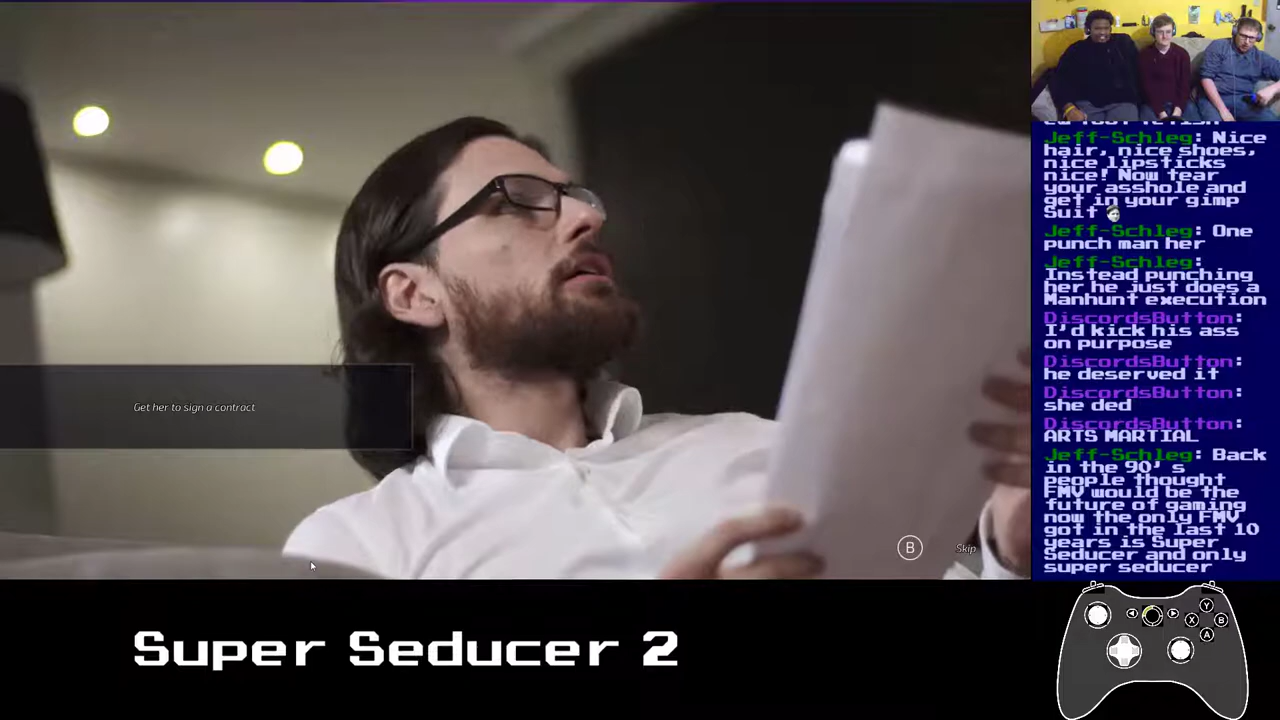 Get her to sign a contract
B
Skip
Jeff-Schleg: Nice
hair, nice shoes,
nice lipsticks
nice! Now tear
your asshole and
get in your gimp
Suit
Jeff-Schleg: One
punch man her
Jeff-Schleg:
Instead punching
her he just does a
Manhunt execution
DiscordsButton:
I'd kick his ass
on purpose
DiscordsButton:
he deserved it
DiscordsButton:
she ded
DiscordsButton:
ARTS MARTIAL
Jeff-Schleg: Back
in the 90's
people thought
FMV would be the
future of gaming
now the only FMV
got in the last 10
years is Super
Seducer and only
super seducer
Super Seducer 2
Y
X
B
A